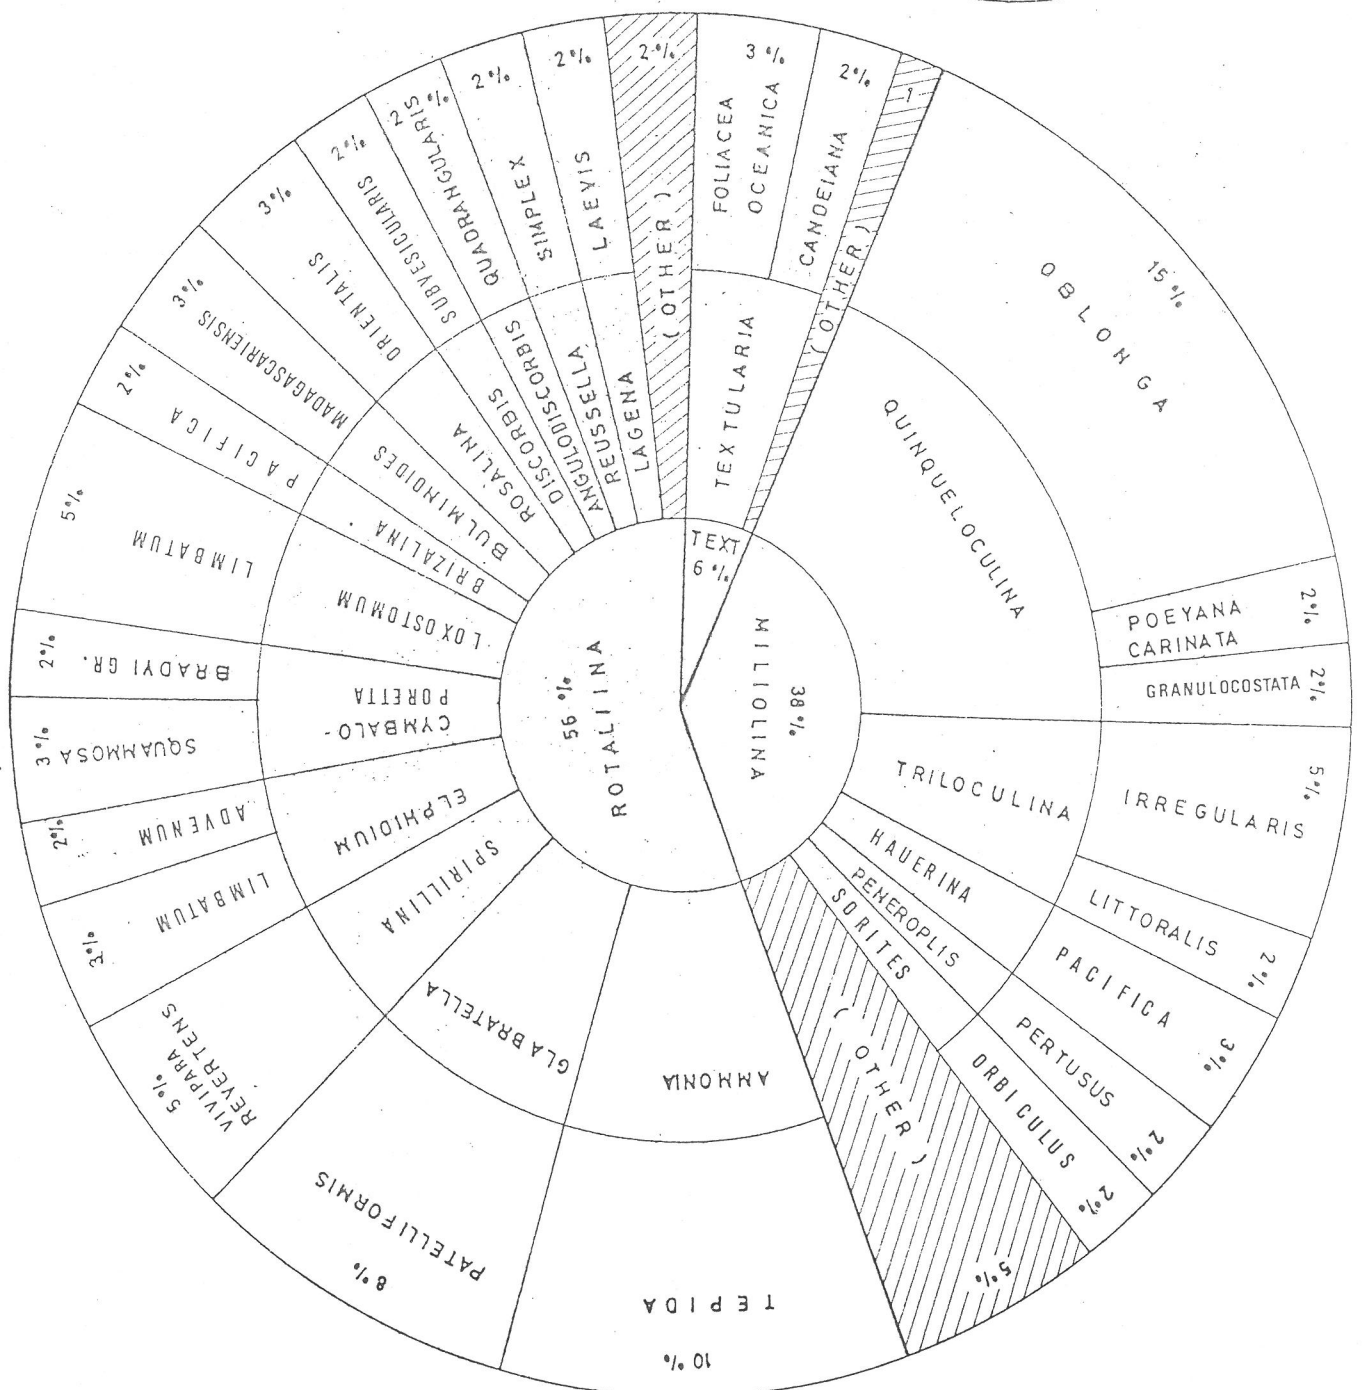 TEXT
6 %
MILIOLINA
38%
ROTALIINA
56 %
TEXTULARIA
FOLIACEA
OCEANICA
3 %
CANDEIANA
2%
(OTHER)
1
QUINQUELOCULINA
OBLONGA
15 %
POEYANA
CARINATA
2%
GRANULOCOSTATA
2%
TRILOCULINA
IRREGULARIS
5%
LITTORALIS
2%
HAUERINA
PACIFICA
3%
PENEROPLIS
PERTUSUS
2%
SORITES
ORBICULUS
2%
(OTHER)
5%
AMMONIA
TEPIDA
10%
GLABRATELLA
PATELLIFORMIS
8%
SPIRILLINA
VIVIPARA
REVERTENS
5%
ELPHIDIUM
LIMBATUM
3%
ADVENUM
2%
CYMBALO-
PORETTA
SQUAMMOSA
3%
BRADYI GR.
2%
LOXOSTOMUM
LIMBATUM
5%
BRIZALINA
PACIFICA
2%
BULMINOIDES
MADAGASCARIENSIS
3%
ROSALINA
ORIENTALIS
3%
DISCORBIS
SUBVESICULARIS
2%
ANGULODISCORBIS
QUADRANGULARIS
2 %
REUSSELLA
SIMPLEX
2%
LAGENA
LAEVIS
2%
(OTHER)
2%